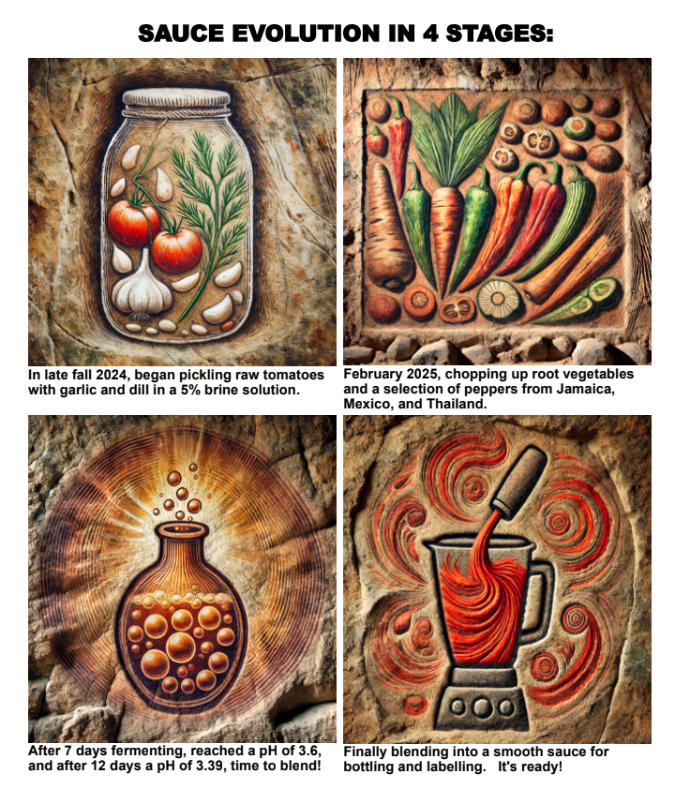 SAUCE EVOLUTION IN 4 STAGES:
In late fall 2024, began pickling raw tomatoes
with garlic and dill in a 5% brine solution.
February 2025, chopping up root vegetables
and a selection of peppers from Jamaica,
Mexico, and Thailand.
After 7 days fermenting, reached a pH of 3.6,
and after 12 days a pH of 3.39, time to blend!
Finally blending into a smooth sauce for
bottling and labelling.   It's ready!